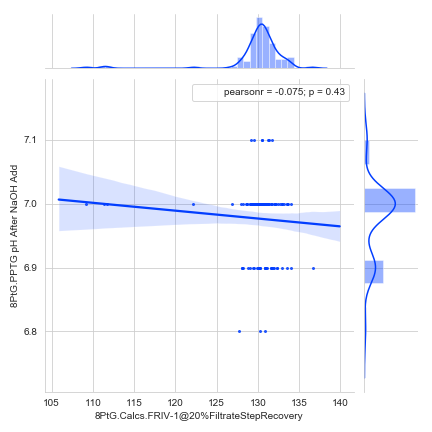 pearsonr = -0.075; p = 0.43
7.1
7.0
6.9
6.8
8PtG.PPTG pH After NaOH Add
105 110 115 120 125 130 135 140
8PtG.Calcs.FRIV-1@20%FiltrateStepRecovery